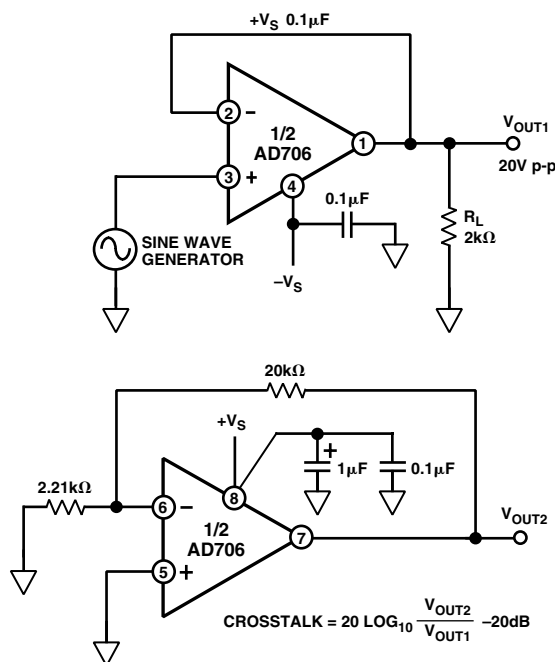 +VS 0.1µF
2 –
1/2
AD706
1
VOUT1
20V p-p
3 +
4
0.1µF
RL
2kΩ
SINE WAVE
GENERATOR
–VS
20kΩ
+VS
+
1µF
0.1µF
2.21kΩ
8
6 –
1/2
AD706
7
VOUT2
5 +
CROSSTALK = 20 LOG10 VOUT2/VOUT1 –20dB